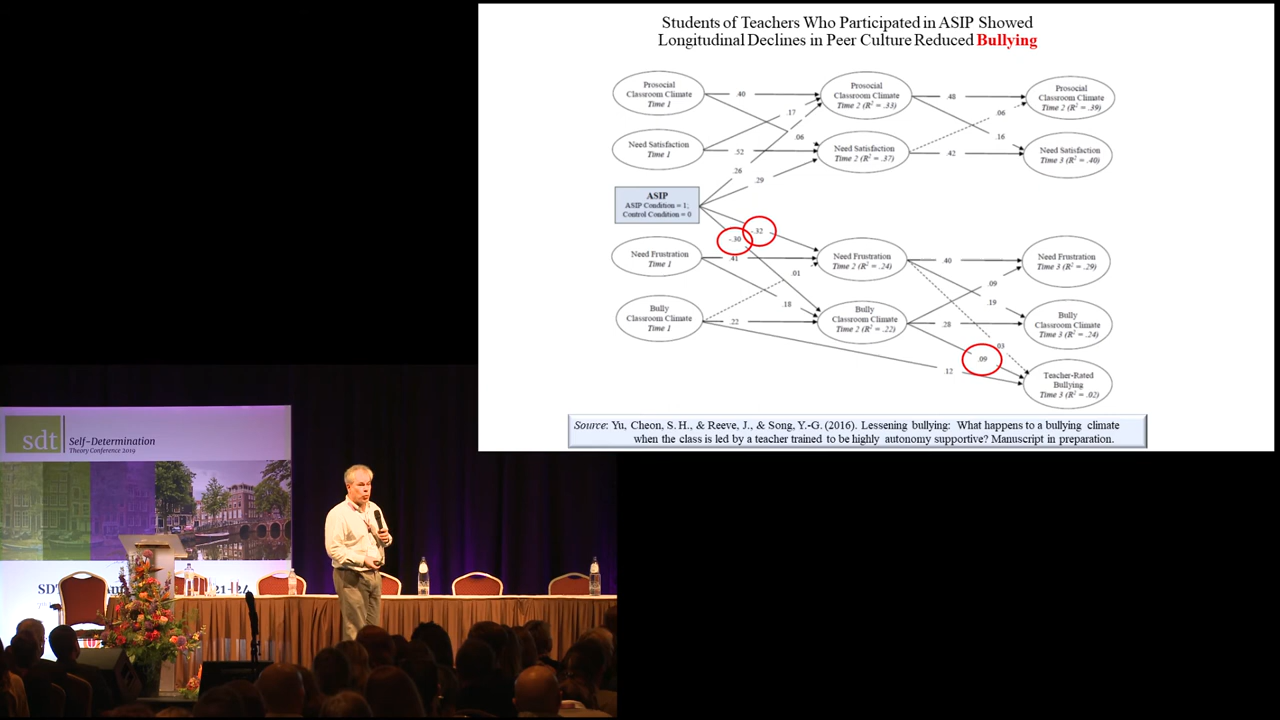 Students of Teachers Who Participated in ASIP Showed
Longitudinal Declines in Peer Culture Reduced Bullying
Prosocial
Classroom Climate
Time 1
.40
Prosocial
Classroom Climate
Time 2 (R² = .33)
.48
Prosocial
Classroom Climate
Time 2 (R² = .39)
.17
.06
.06
.16
Need Satisfaction
Time 1
.52
Need Satisfaction
Time 2 (R² = .37)
.42
Need Satisfaction
Time 3 (R² = .40)
.26
.29
ASIP
ASIP Condition = 1;
Control Condition = 0
-.32
-.30
Need Frustration
Time 1
.41
Need Frustration
Time 2 (R² = .24)
.40
Need Frustration
Time 3 (R² = .29)
.01
.09
.18
.19
Bully
Classroom Climate
Time 1
.22
Bully
Classroom Climate
Time 2 (R² = .22)
.28
Bully
Classroom Climate
Time 3 (R² = .24)
.03
.09
.12
Teacher-Rated
Bullying
Time 3 (R² = .02)
Source: Yu, Cheon, S. H., & Reeve, J., & Song, Y.-G. (2016). Lessening bullying: What happens to a bullying climate
when the class is led by a teacher trained to be highly autonomy supportive? Manuscript in preparation.
sdt
Self-Determination
Theory Conference 2019